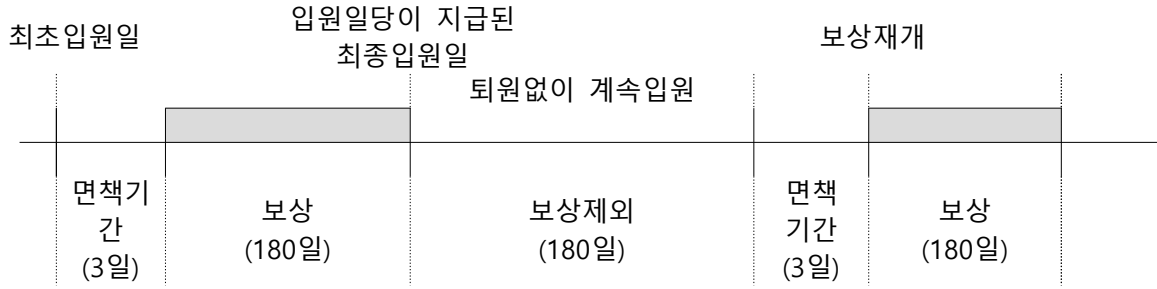 최초입원일
입원일당이 지급된
최종입원일
보상재개
퇴원없이 계속입원
면책기
간
(3일)
보상
(180일)
보상제외
(180일)
면책
기간
(3일)
보상
(180일)